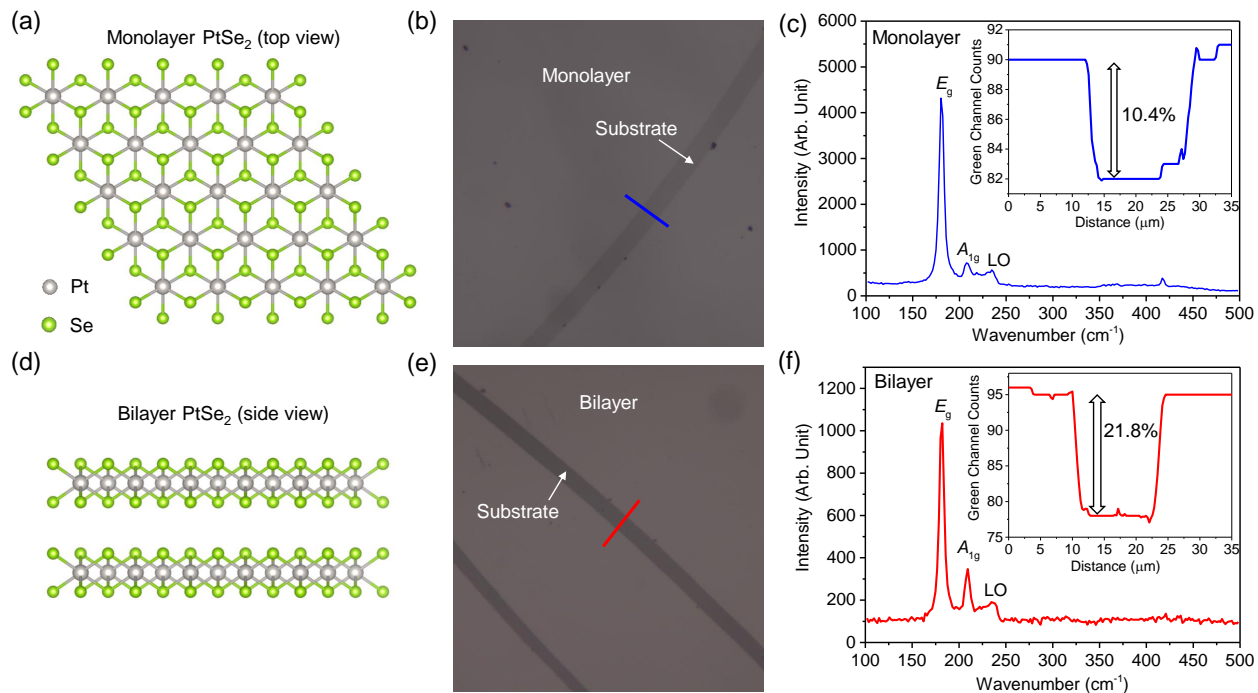 (a)
Monolayer PtSe₂ (top view)
Pt
Se
(b)
Monolayer
Substrate
(c)
Monolayer
E_g
A_1g
LO
10.4%
Intensity (Arb. Unit)
6000
5000
4000
3000
2000
1000
0
100 150 200 250 300 350 400 450 500
Wavenumber (cm⁻¹)
Green Channel Counts
92
90
88
86
84
82
0 5 10 15 20 25 30 35
Distance (μm)
(d)
Bilayer PtSe₂ (side view)
(e)
Bilayer
Substrate
(f)
Bilayer
E_g
A_1g
LO
21.8%
Intensity (Arb. Unit)
1200
1000
800
600
400
200
0
100 150 200 250 300 350 400 450 500
Wavenumber (cm⁻¹)
Green Channel Counts
95
90
85
80
75
0 5 10 15 20 25 30 35
Distance (μm)